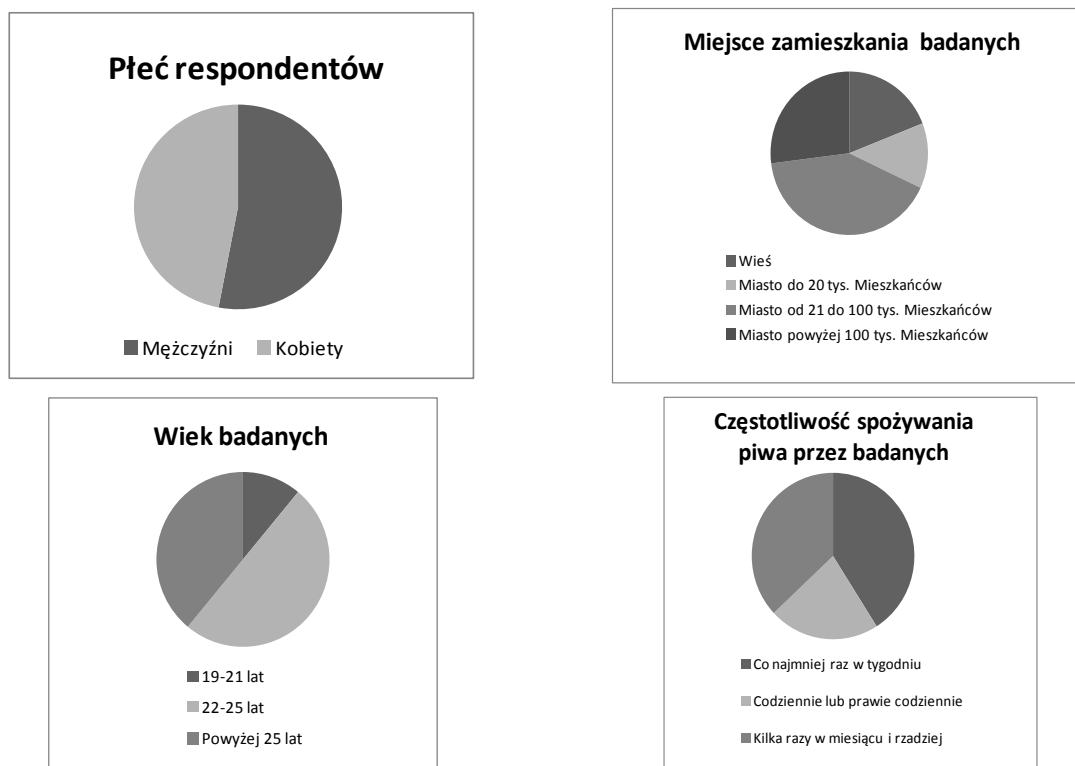 Płeć respondentów
Mężczyźni Kobiety
Miejsce zamieszkania badanych
Wieś
Miasto do 20 tys. Mieszkańców
Miasto od 21 do 100 tys. Mieszkańców
Miasto powyżej 100 tys. Mieszkańców
Wiek badanych
19-21 lat
22-25 lat
Powyżej 25 lat
Częstotliwość spożywania
piwa przez badanych
Co najmniej raz w tygodniu
Codziennie lub prawie codziennie
Kilka razy w miesiącu i rzadziej